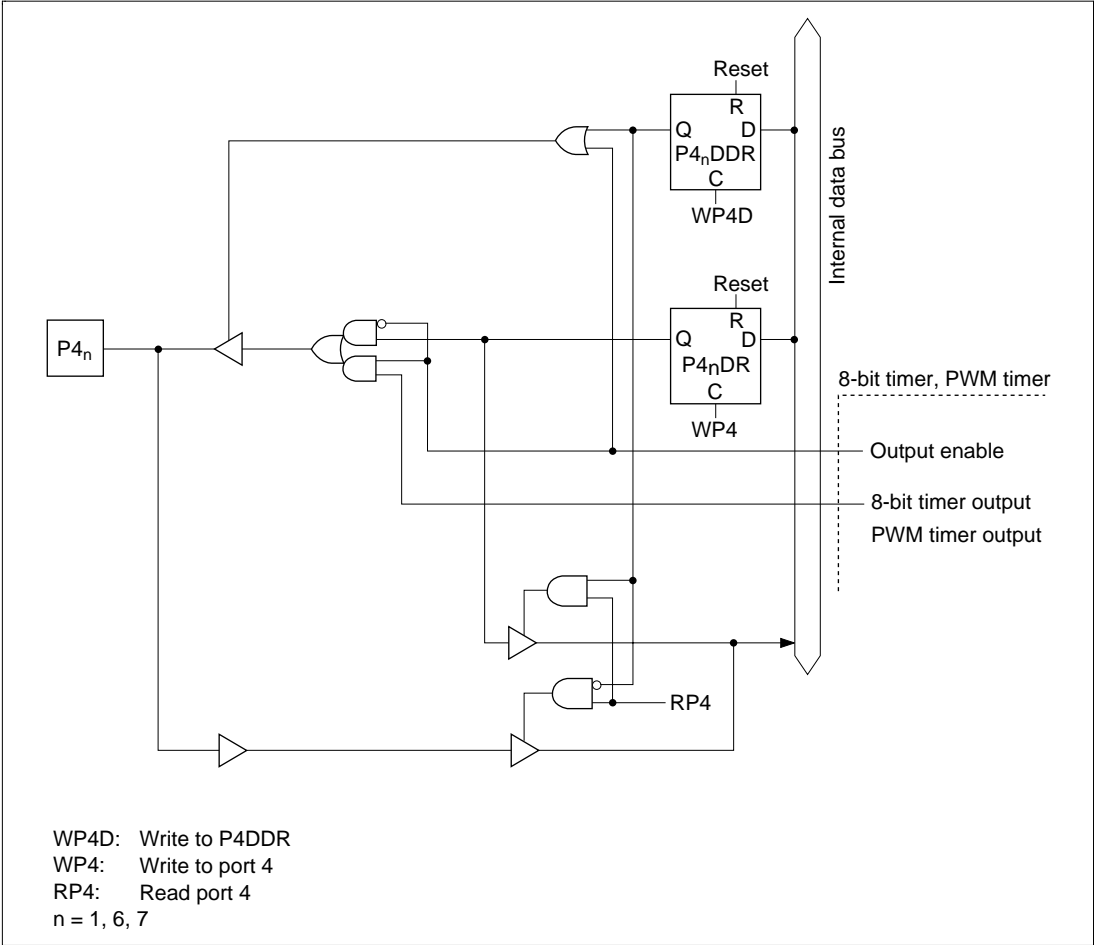 Reset
R
Q D
P4nDDR
C
WP4D
Internal data bus
Reset
R
Q D
P4nDR
C
WP4
P4n
8-bit timer, PWM timer
Output enable
8-bit timer output
PWM timer output
RP4
WP4D: Write to P4DDR
WP4: Write to port 4
RP4: Read port 4
n = 1, 6, 7